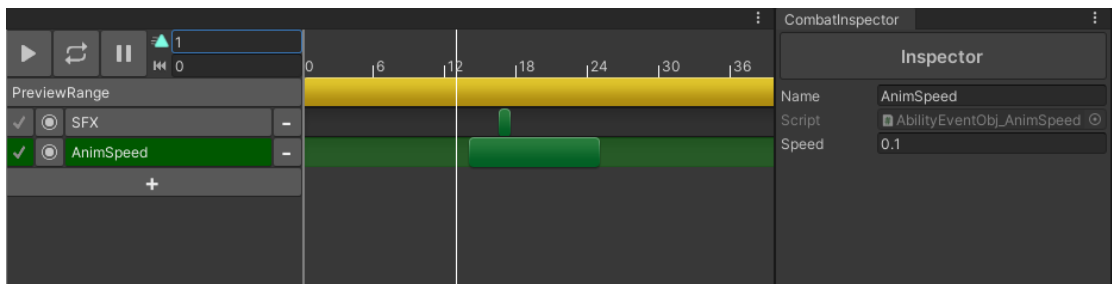 CombatInspector
1
0
0 6 12 18 24 30 36
Inspector
PreviewRange
Name AnimSpeed
SFX
Script AbilityEventObj_AnimSpeed
AnimSpeed
Speed 0.1